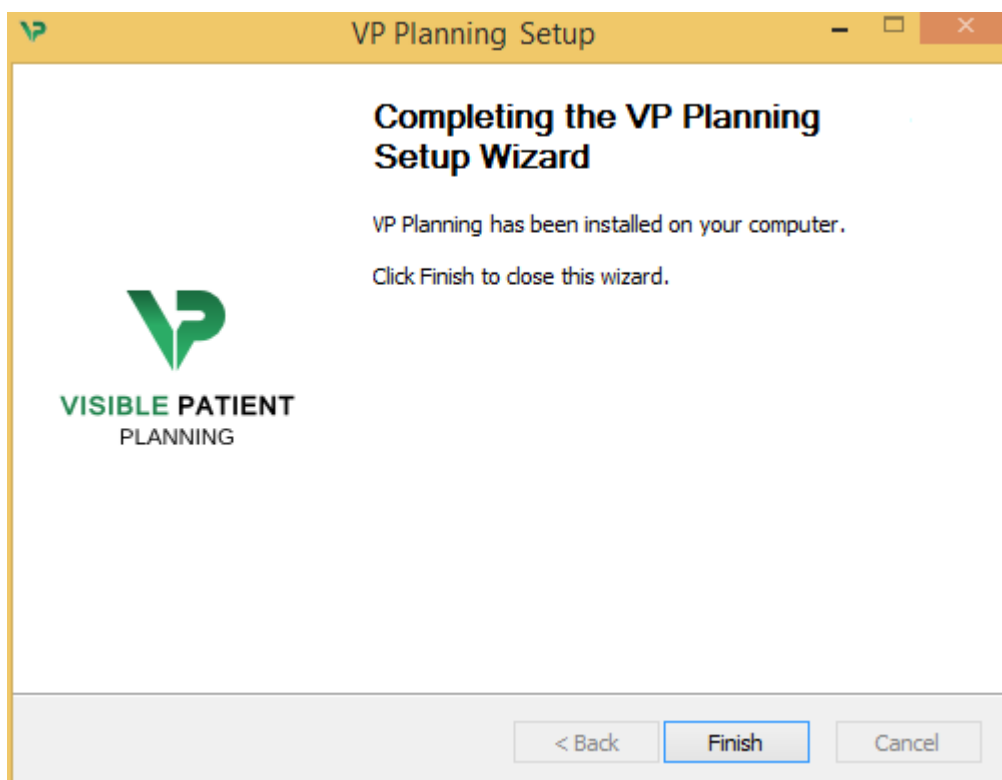 VP Planning Setup
Completing the VP Planning
Setup Wizard
VP Planning has been installed on your computer.
Click Finish to close this wizard.
VP
VISIBLE PATIENT
PLANNING
< Back
Finish
Cancel